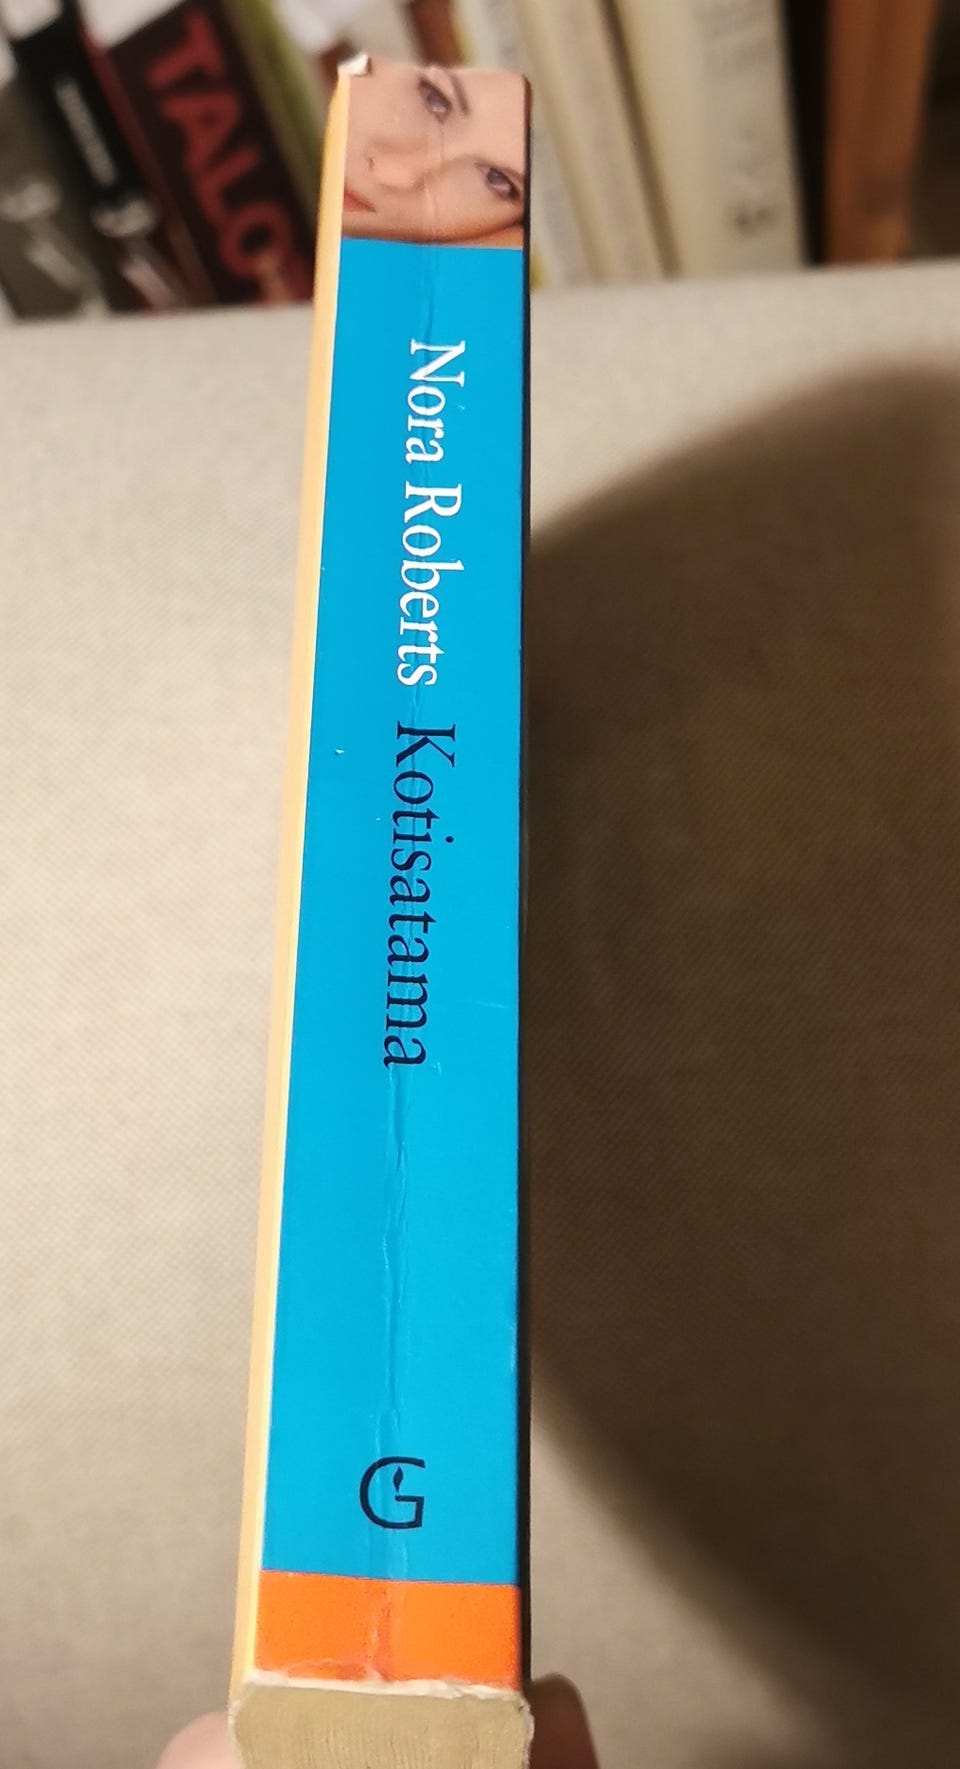 Nora Roberts Kotisatama
G
TALO